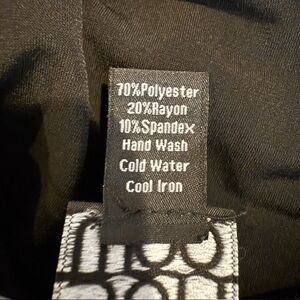 70%Polyester
20%Rayon
10%Spandex
Hand Wash
Cold Water
Cool Iron